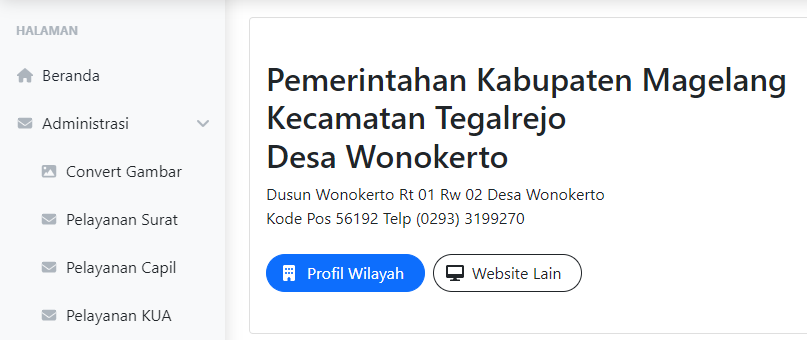 HALAMAN
Beranda
Administrasi
Convert Gambar
Pelayanan Surat
Pelayanan Capil
Pelayanan KUA
Pemerintahan Kabupaten Magelang
Kecamatan Tegalrejo
Desa Wonokerto
Dusun Wonokerto Rt 01 Rw 02 Desa Wonokerto
Kode Pos 56192 Telp (0293) 3199270
Profil Wilayah
Website Lain